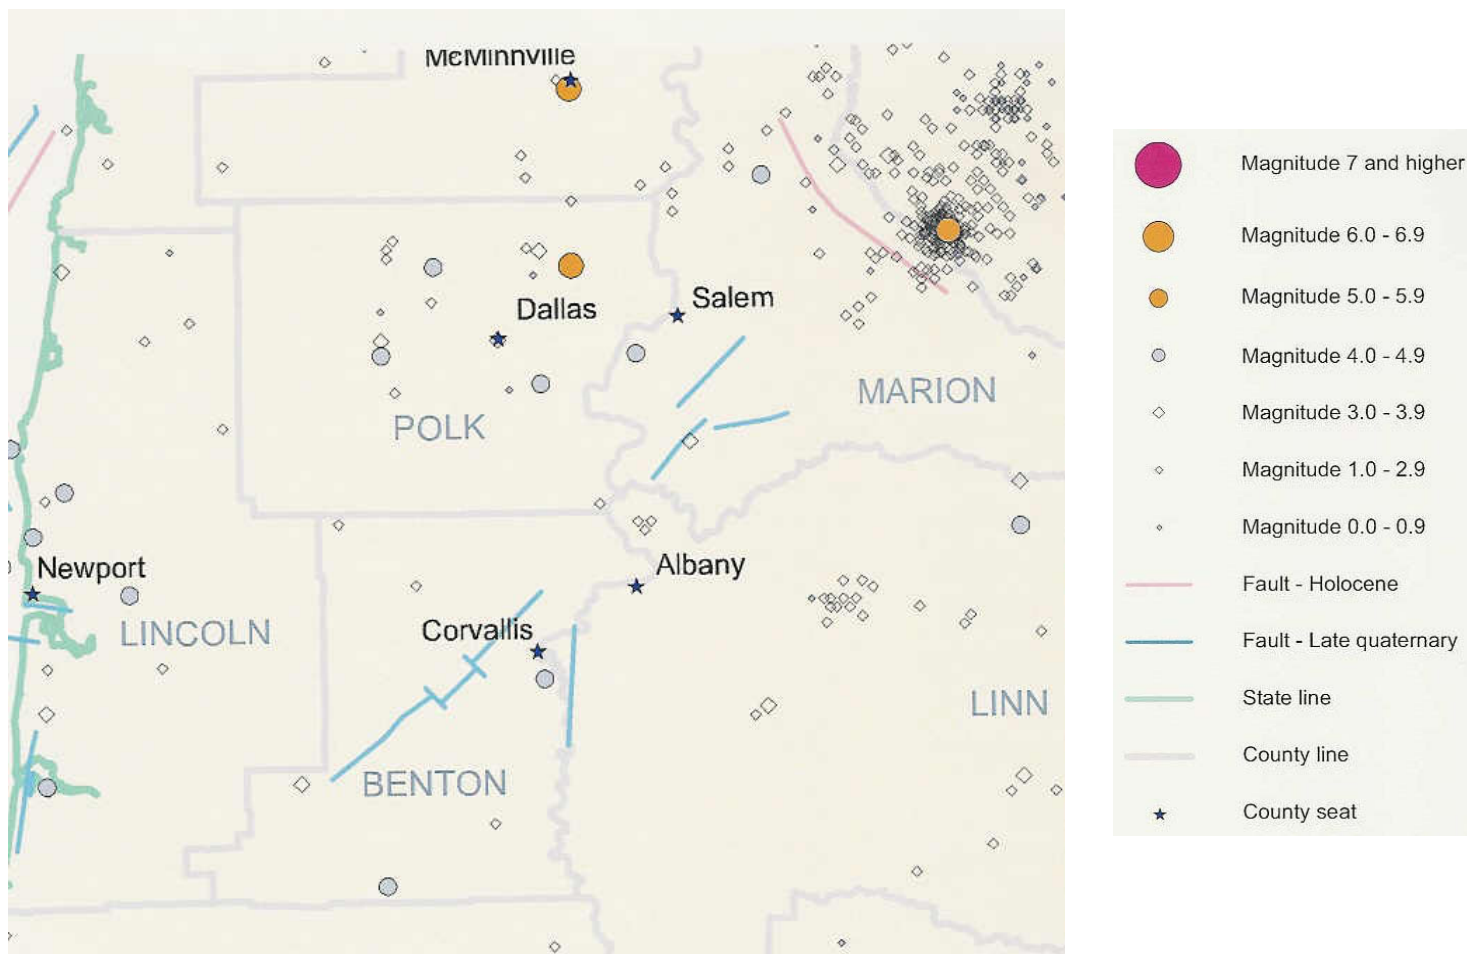 McMinnville
Salem
Dallas
MARION
POLK
Albany
Newport
Corvallis
LINCOLN
LINN
BENTON
Magnitude 7 and higher
Magnitude 6.0 - 6.9
Magnitude 5.0 - 5.9
Magnitude 4.0 - 4.9
Magnitude 3.0 - 3.9
Magnitude 1.0 - 2.9
Magnitude 0.0 - 0.9
Fault - Holocene
Fault - Late quaternary
State line
County line
County seat